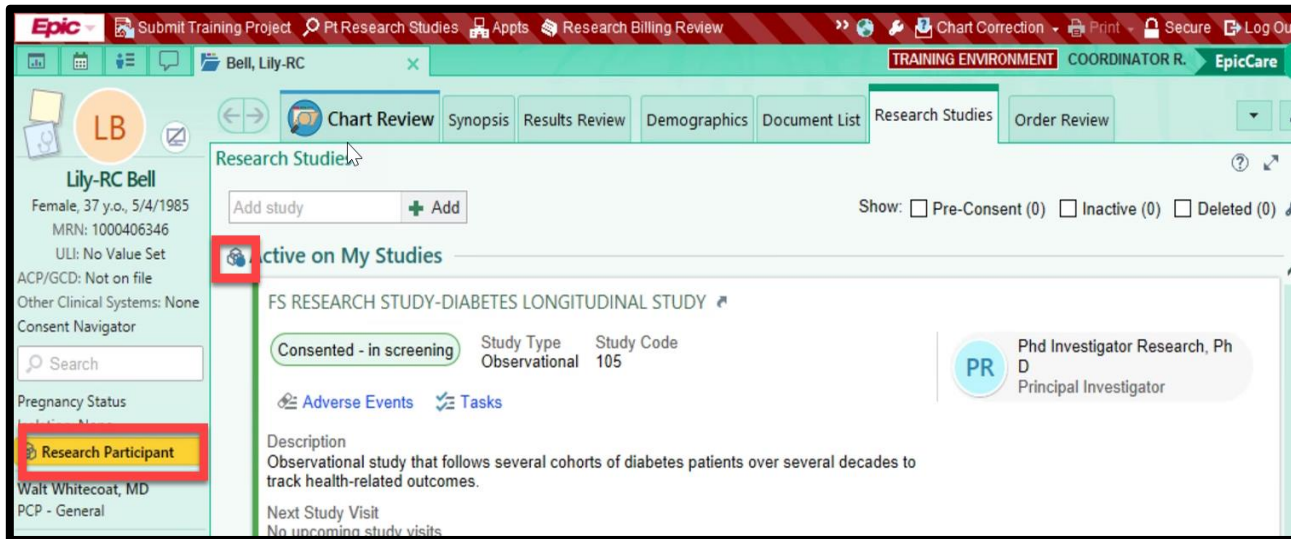 Epic Submit Training Project Pt Research Studies Appts Research Billing Review Chart Correction Print Secure Log Ou
Bell, Lily-RC TRAINING ENVIRONMENT COORDINATOR R. EpicCare
LB
Lily-RC Bell
Female, 37 y.o., 5/4/1985
MRN: 1000406346
ULI: No Value Set
ACP/GCD: Not on file
Other Clinical Systems: None
Consent Navigator
Search
Pregnancy Status
Research Participant
Walt Whitecoat, MD
PCP - General
Chart Review Synopsis Results Review Demographics Document List Research Studies Order Review
Research Studies
Add study Add
Show: Pre-Consent (0) Inactive (0) Deleted (0)
Active on My Studies
FS RESEARCH STUDY-DIABETES LONGITUDINAL STUDY
Consented - in screening
Study Type Study Code
Observational 105
PR
Phd Investigator Research, Ph
D
Principal Investigator
Adverse Events Tasks
Description
Observational study that follows several cohorts of diabetes patients over several decades to
track health-related outcomes.
Next Study Visit
No upcoming study visits